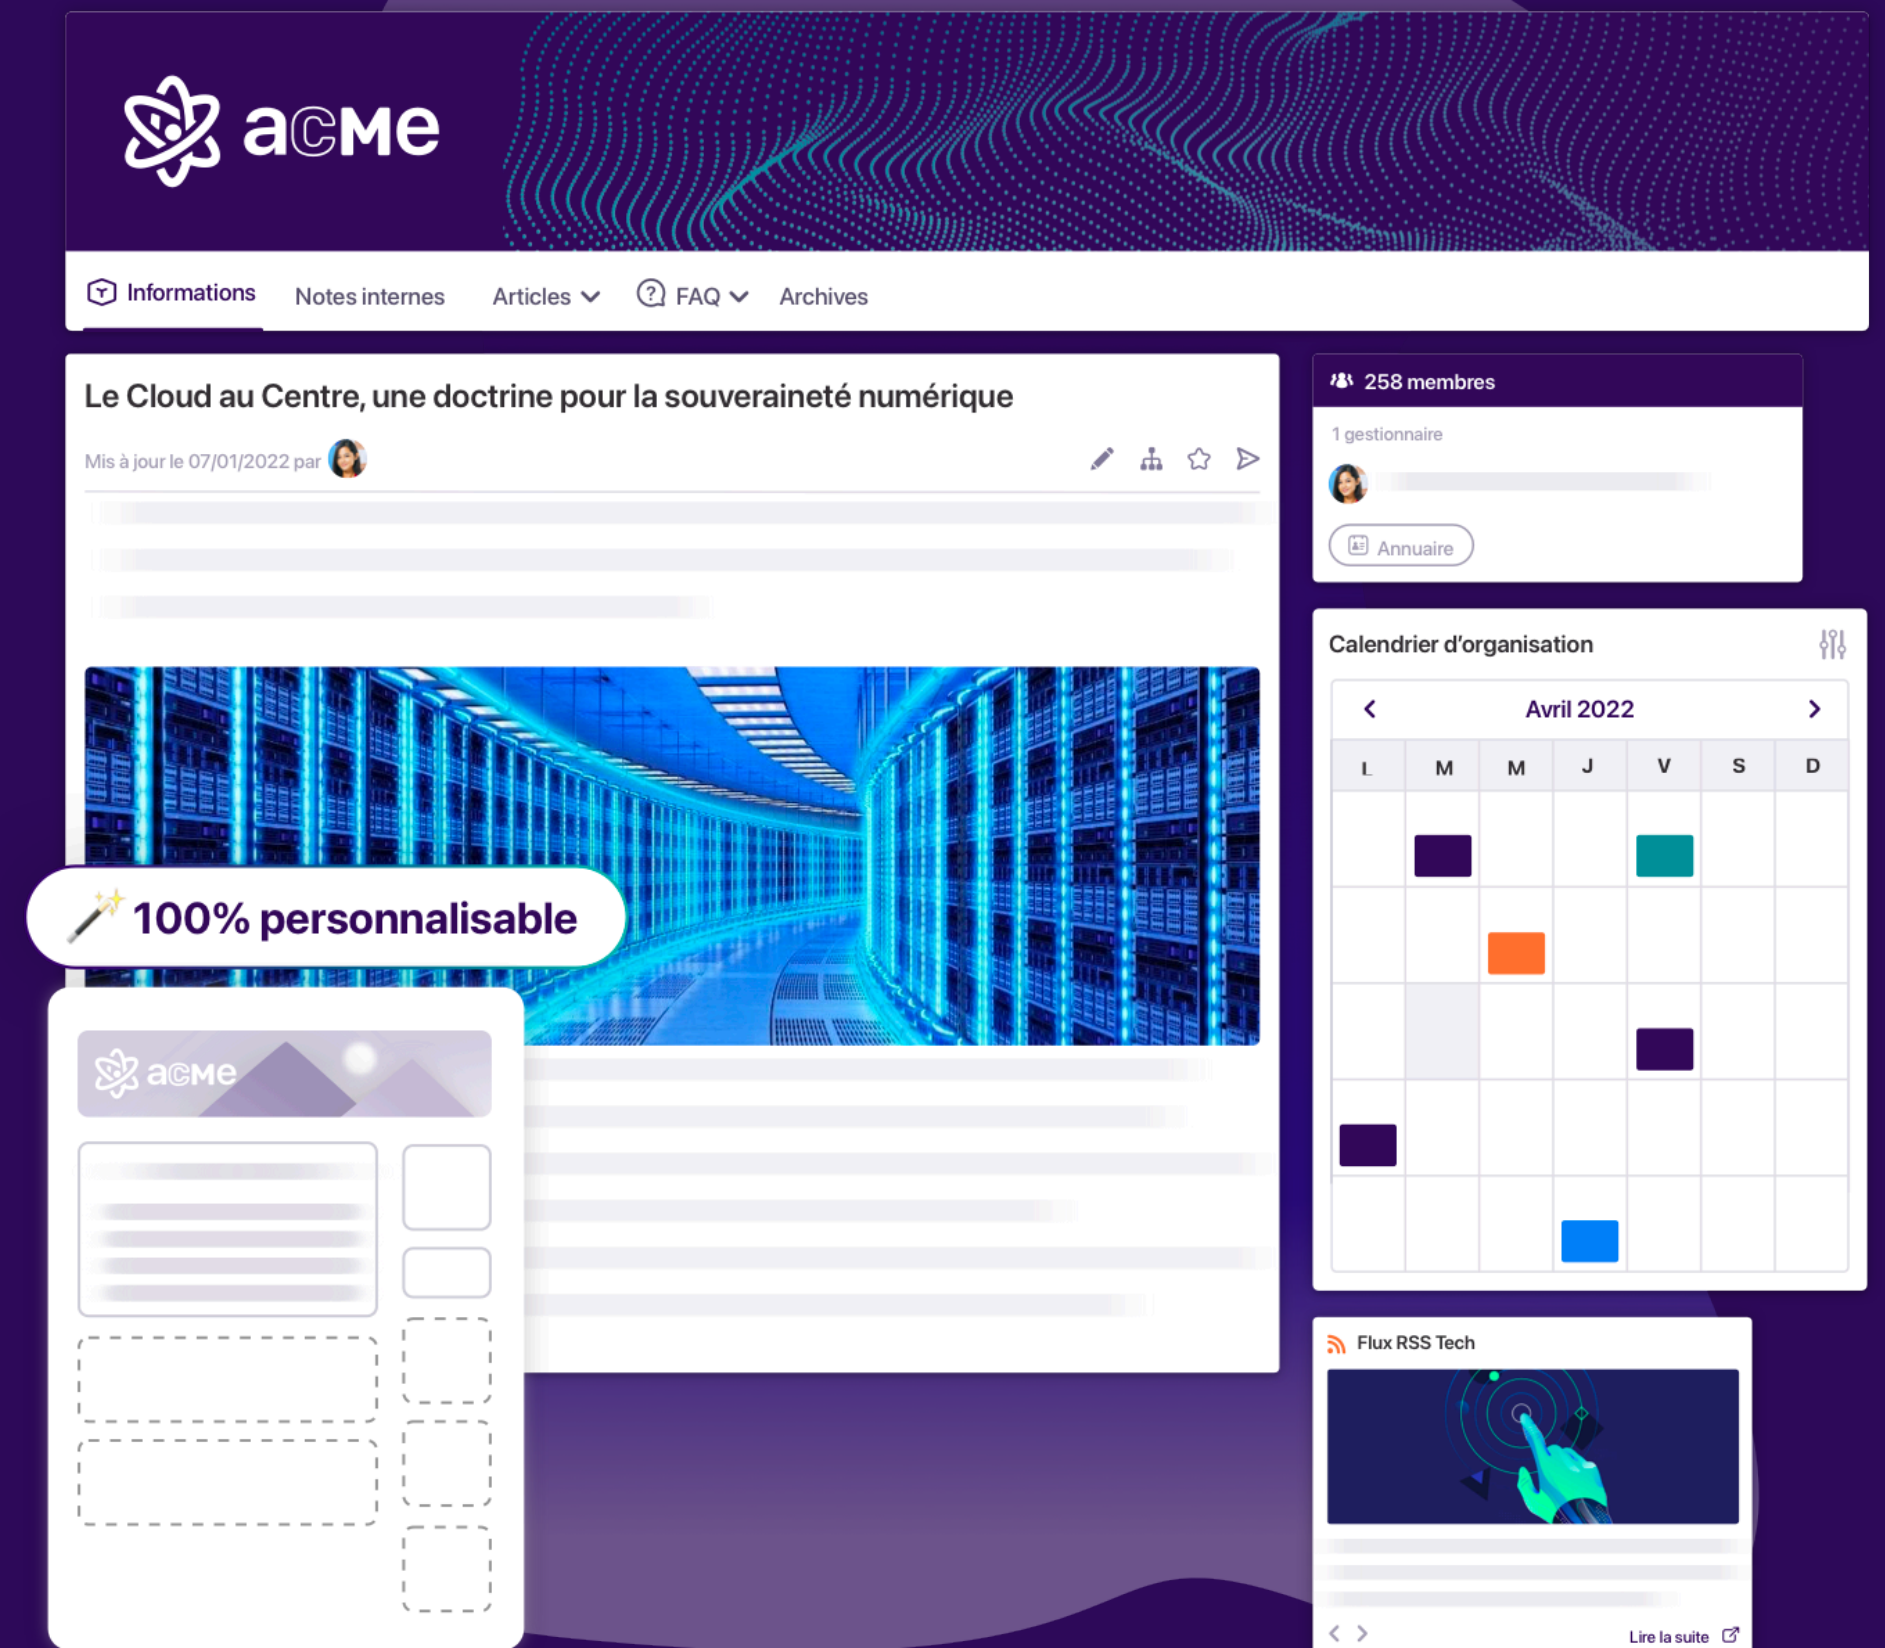 acme
Informations
Notes internes
Articles
FAQ
Archives
Le Cloud au Centre, une doctrine pour la souveraineté numérique
Mis à jour le 07/01/2022 par
258 membres
1 gestionnaire
Annuaire
Calendrier d’organisation
Avril 2022
L M M J V S D
100% personnalisable
acme
Flux RSS Tech
Lire la suite